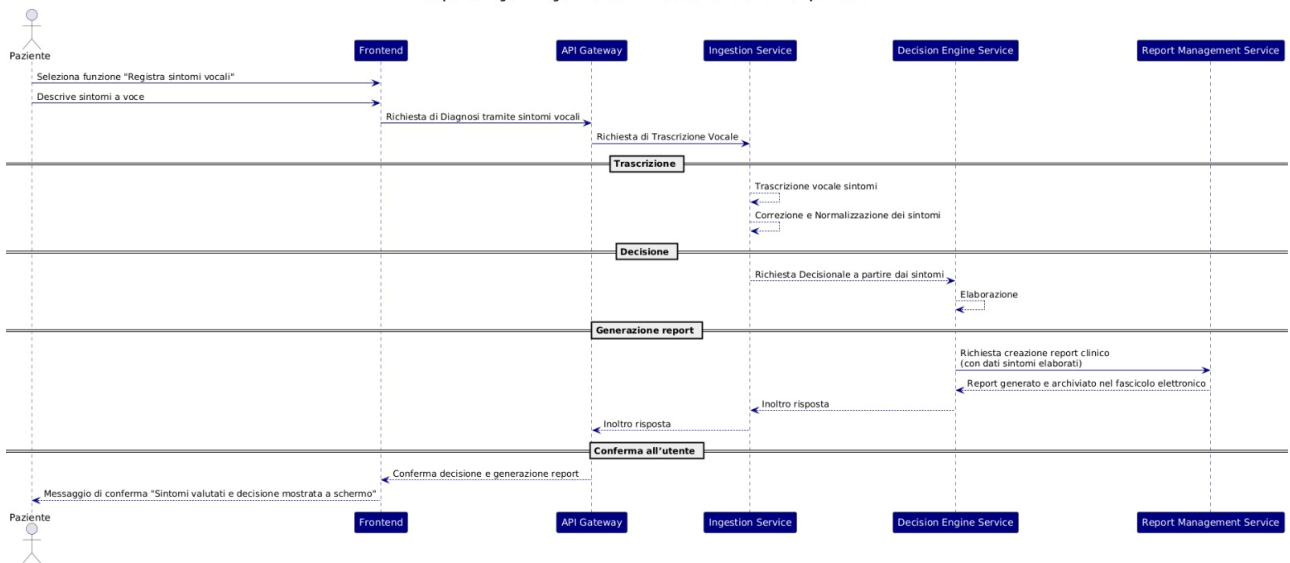 Paziente
Frontend
API Gateway
Ingestion Service
Decision Engine Service
Report Management Service
Seleziona funzione "Registra sintomi vocali"
Descrive sintomi a voce
Richiesta di Diagnosi tramite sintomi vocali
Richiesta di Trascrizione Vocale
Trascrizione
Trascrizione vocale sintomi
Correzione e Normalizzazione dei sintomi
Decisione
Richiesta Decisionale a partire dai sintomi
Elaborazione
Generazione report
Richiesta creazione report clinico
(con dati sintomi elaborati)
Report generato e archiviato nel fascicolo elettronico
Inoltro risposta
Inoltro risposta
Conferma all'utente
Conferma decisione e generazione report
Messaggio di conferma "Sintomi valutati e decisione mostrata a schermo"
Paziente
Frontend
API Gateway
Ingestion Service
Decision Engine Service
Report Management Service